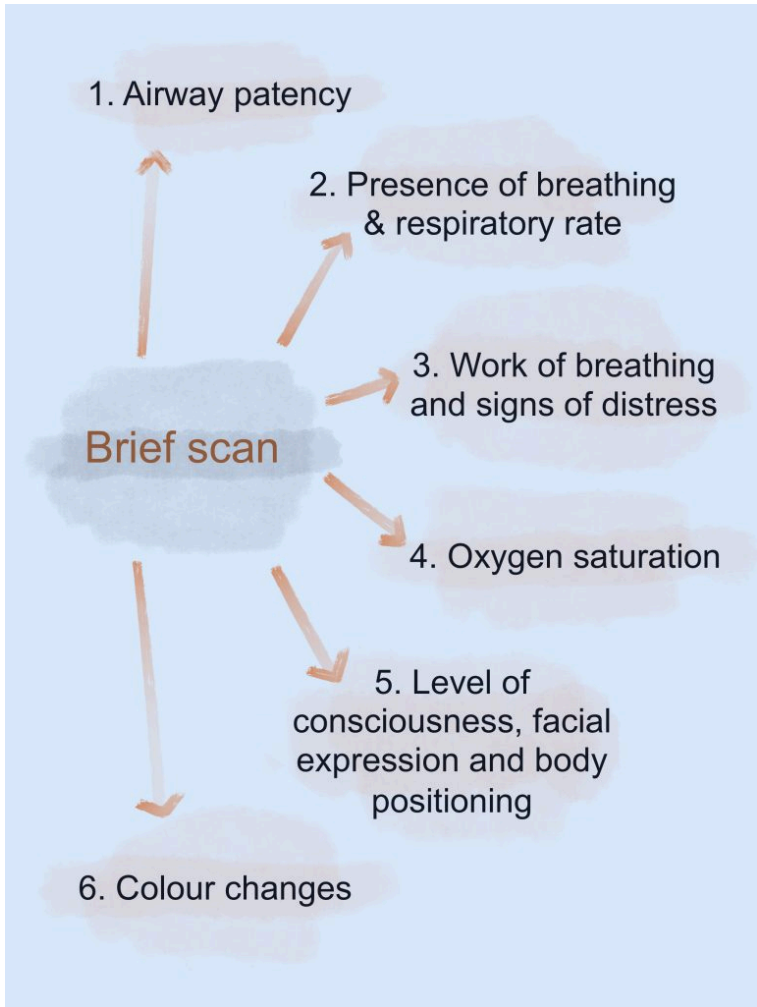 1. Airway patency
2. Presence of breathing
& respiratory rate
3. Work of breathing
and signs of distress
Brief scan
4. Oxygen saturation
5. Level of
consciousness, facial
expression and body
positioning
6. Colour changes